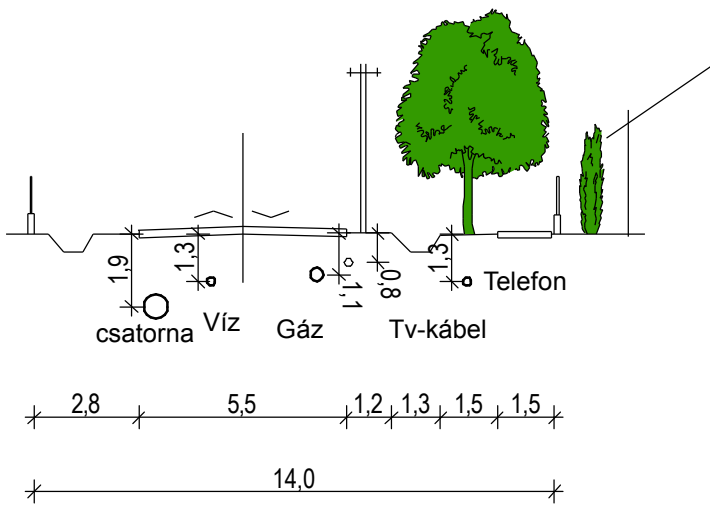 1,9
1,3
1,1
0,8
1,3
csatorna
Víz
Gáz
Tv-kábel
Telefon
2,8
5,5
1,2
1,3
1,5
1,5
14,0